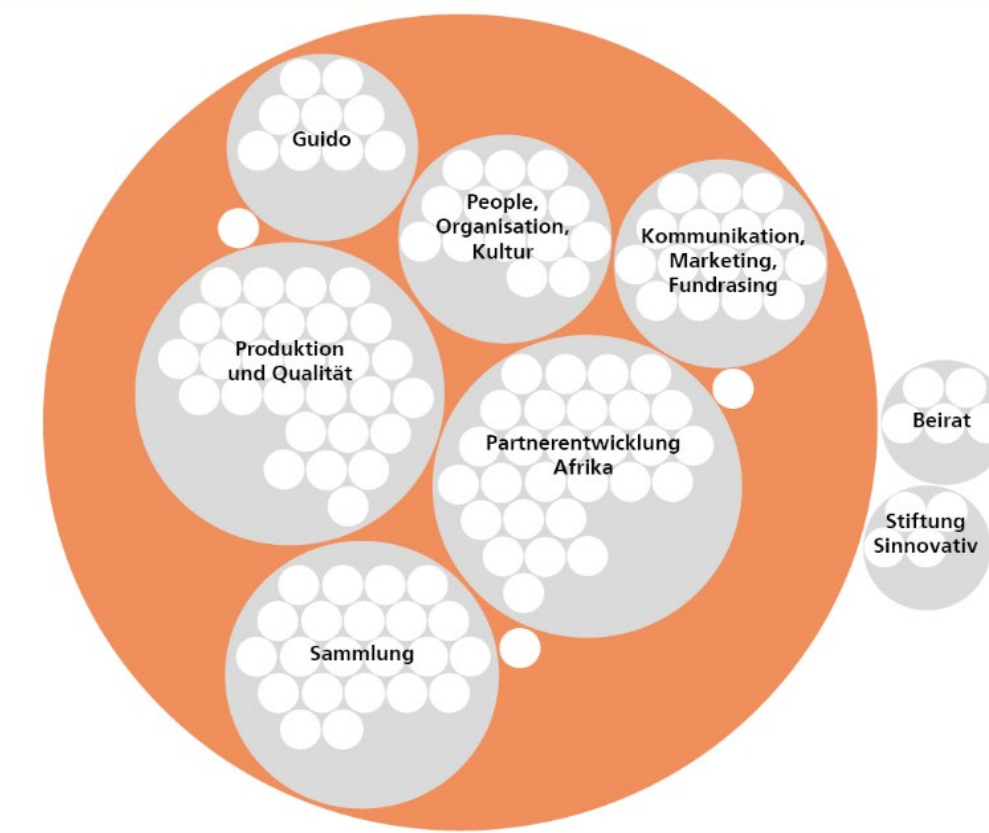 Guido
People,
Organisation,
Kultur
Kommunikation,
Marketing,
Fundrasing
Produktion
und Qualität
Partnerentwicklung
Afrika
Beirat
Stiftung
Sinnovativ
Sammlung